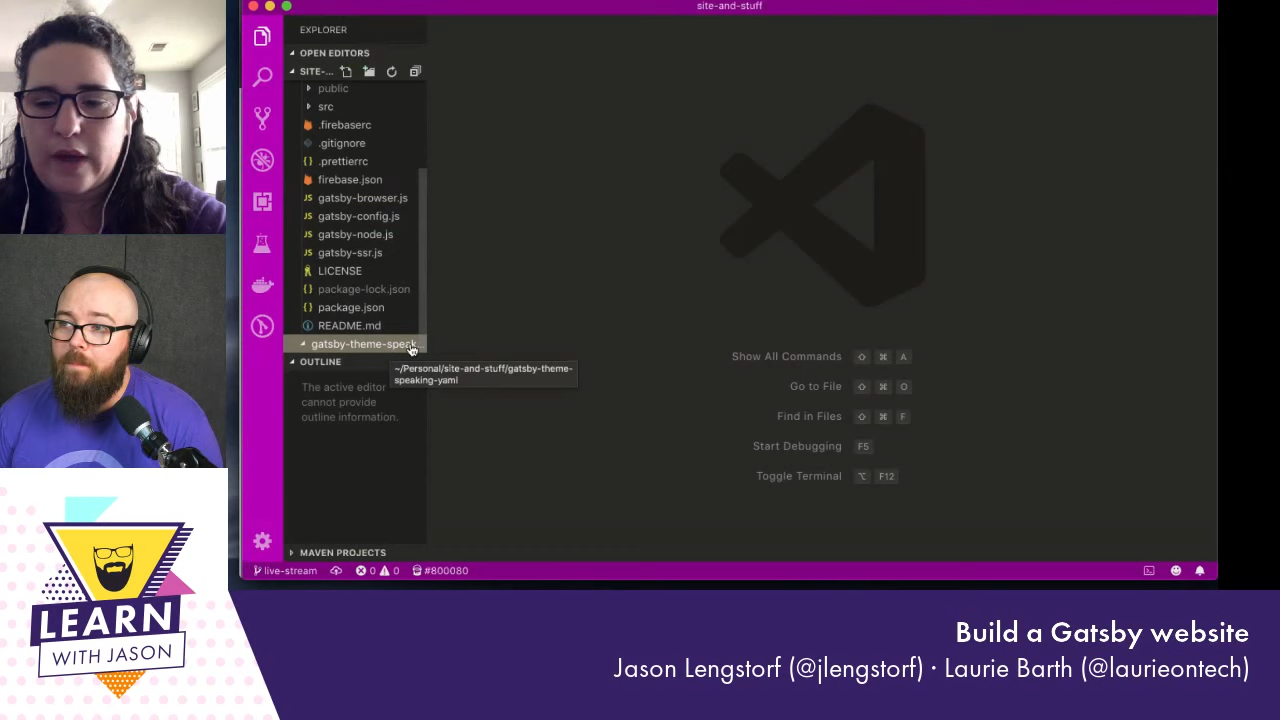 site-and-stuff
EXPLORER
OPEN EDITORS
SITE-...
public
src
.firebaserc
.gitignore
{ } .prettierrc
firebase.json
JS gatsby-browser.js
JS gatsby-config.js
JS gatsby-node.js
JS gatsby-ssr.js
LICENSE
{ } package-lock.json
{ } package.json
README.md
gatsby-theme-speak...
~/Personal/site-and-stuff/gatsby-theme-
speaking-yaml
OUTLINE
The active editor
cannot provide
outline information.
MAVEN PROJECTS
Show All Commands ⇧ ⌘ A
Go to File ⇧ ⌘ O
Find in Files ⇧ ⌘ F
Start Debugging F5
Toggle Terminal ⌥ F12
live-stream 0 0 #800080
LEARN
WITH JASON
Build a Gatsby website
Jason Lengstorf (@jlengstorf) · Laurie Barth (@laurieontech)